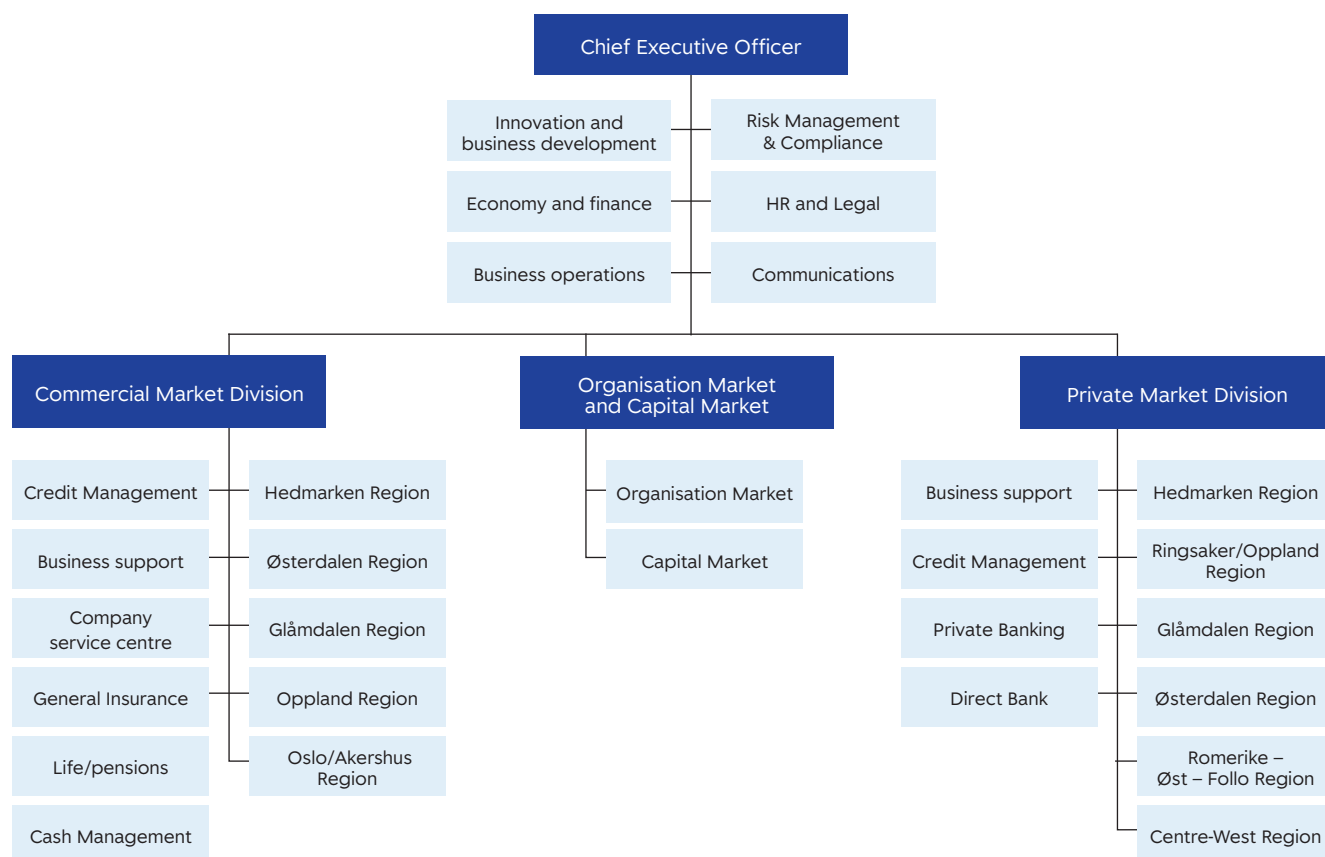 Chief Executive Officer
Innovation and
business development
Risk Management
& Compliance
Economy and finance
HR and Legal
Business operations
Communications
Commercial Market Division
Organisation Market
and Capital Market
Private Market Division
Credit Management
Hedmarken Region
Business support
Østerdalen Region
Company
service centre
Glåmdalen Region
General Insurance
Oppland Region
Life/pensions
Oslo/Akershus
Region
Cash Management
Organisation Market
Capital Market
Business support
Hedmarken Region
Credit Management
Ringsaker/Oppland
Region
Private Banking
Glåmdalen Region
Direct Bank
Østerdalen Region
Romerike –
Øst – Follo Region
Centre-West Region